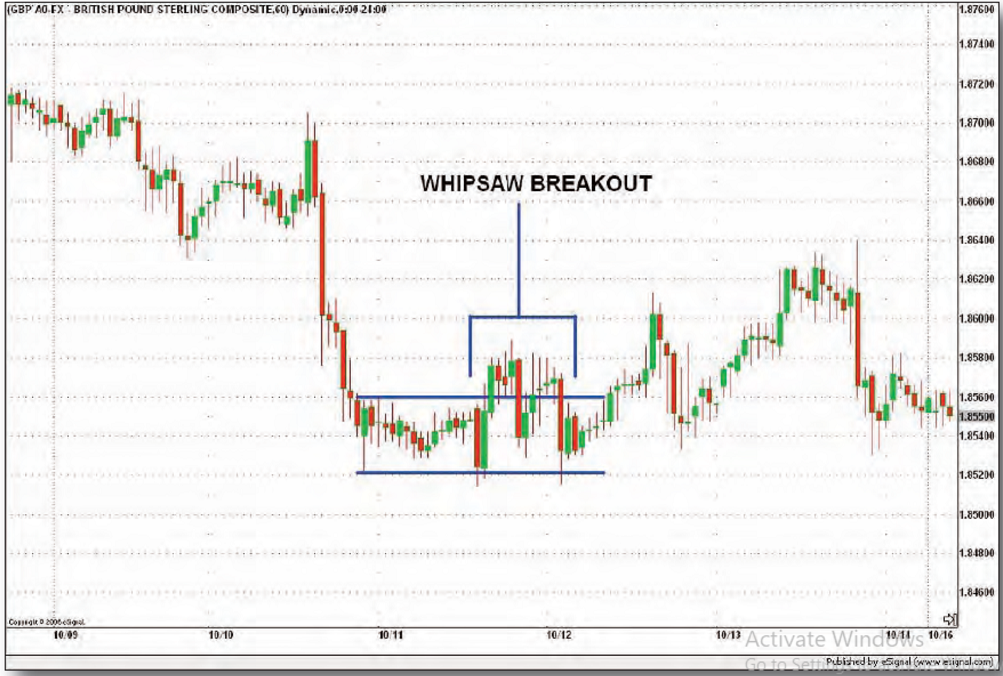 (GBP A0-FX - BRITISH POUND STERLING COMPOSITE,60) Dynamic,0:00-24:00
1.87600
1.87400
1.87200
1.87000
1.86800
WHIPSAW BREAKOUT
1.86600
1.86400
1.86200
1.86000
1.85800
1.85600
1.85500
1.85400
1.85200
1.85000
1.84800
1.84600
Copyright © 2006 eSignal.
10/09 10/10 10/11 10/12 10/13 10/14 10/16
Activate Windows
Published by eSignal (www.esignal.com)
Go to Settings